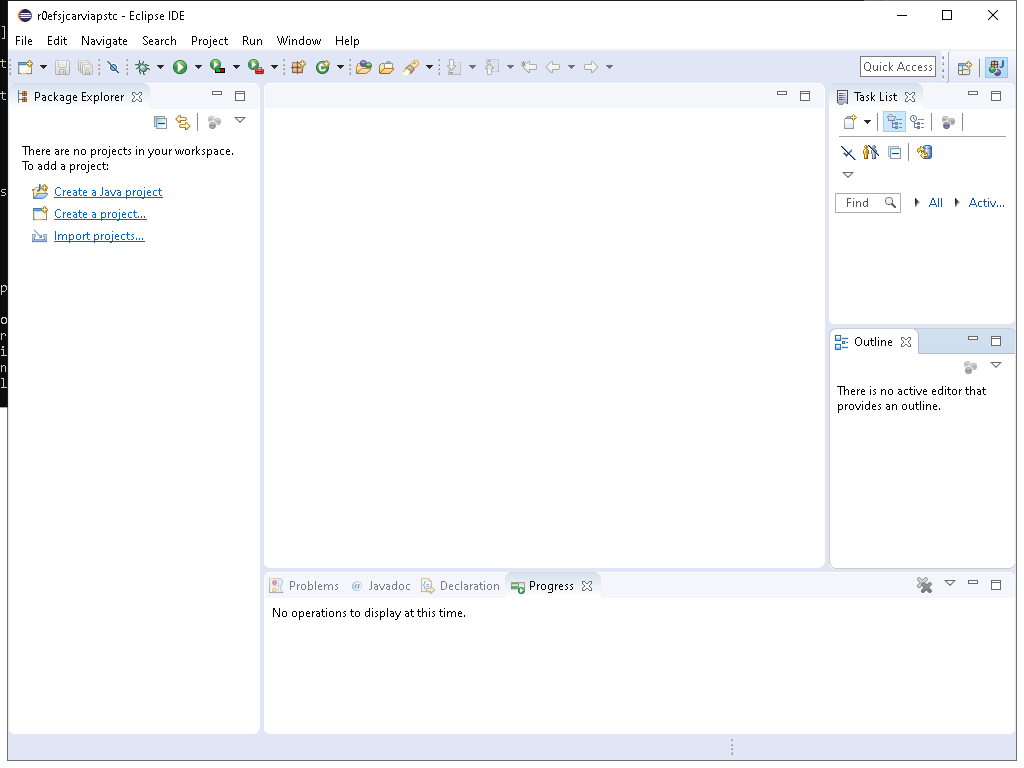 r0efsjcarviapstc - Eclipse IDE
File Edit Navigate Search Project Run Window Help
Quick Access
Package Explorer
There are no projects in your workspace.
To add a project:
Create a Java project
Create a project...
Import projects...
Task List
Find
All
Activ...
Outline
There is no active editor that
provides an outline.
Problems @ Javadoc Declaration Progress
No operations to display at this time.
]
t
t
s
p
o
r
i
n
l